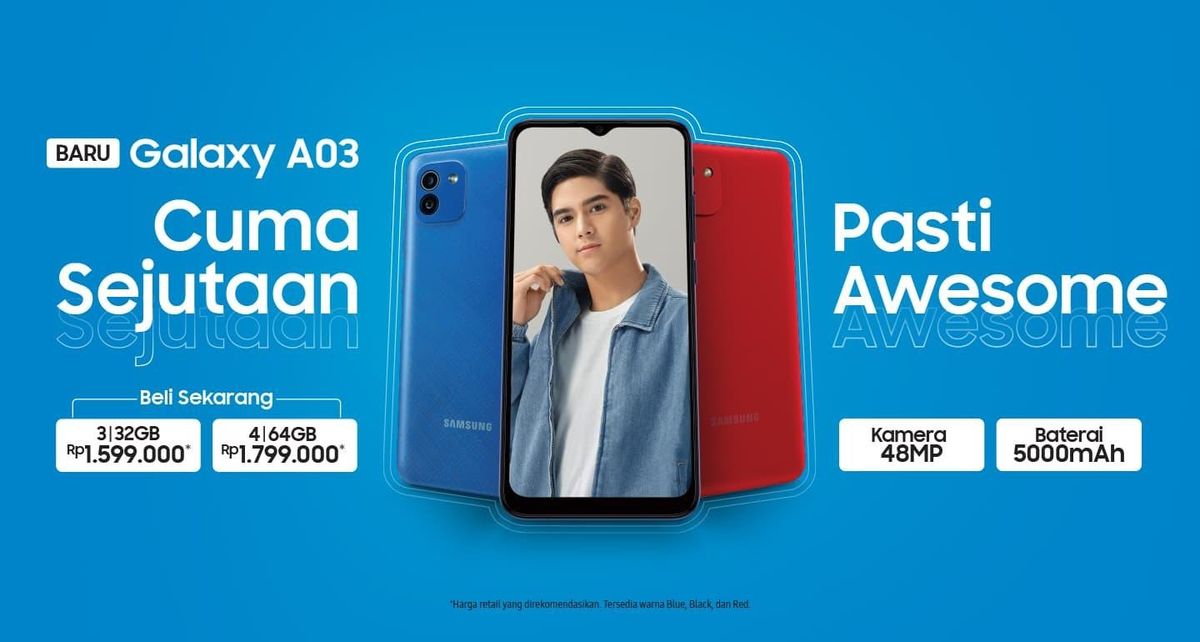 BARU Galaxy A03
Cuma
Sejutaan
Sejutaan
Beli Sekarang
3|32GB
Rp1.599.000*
4|64GB
Rp1.799.000*
SAMSUNG
SAMSUNG
Pasti
Awesome
Awesome
Kamera
48MP
Baterai
5000mAh
*Harga retail yang direkomendasikan. Tersedia warna Blue, Black, dan Red.